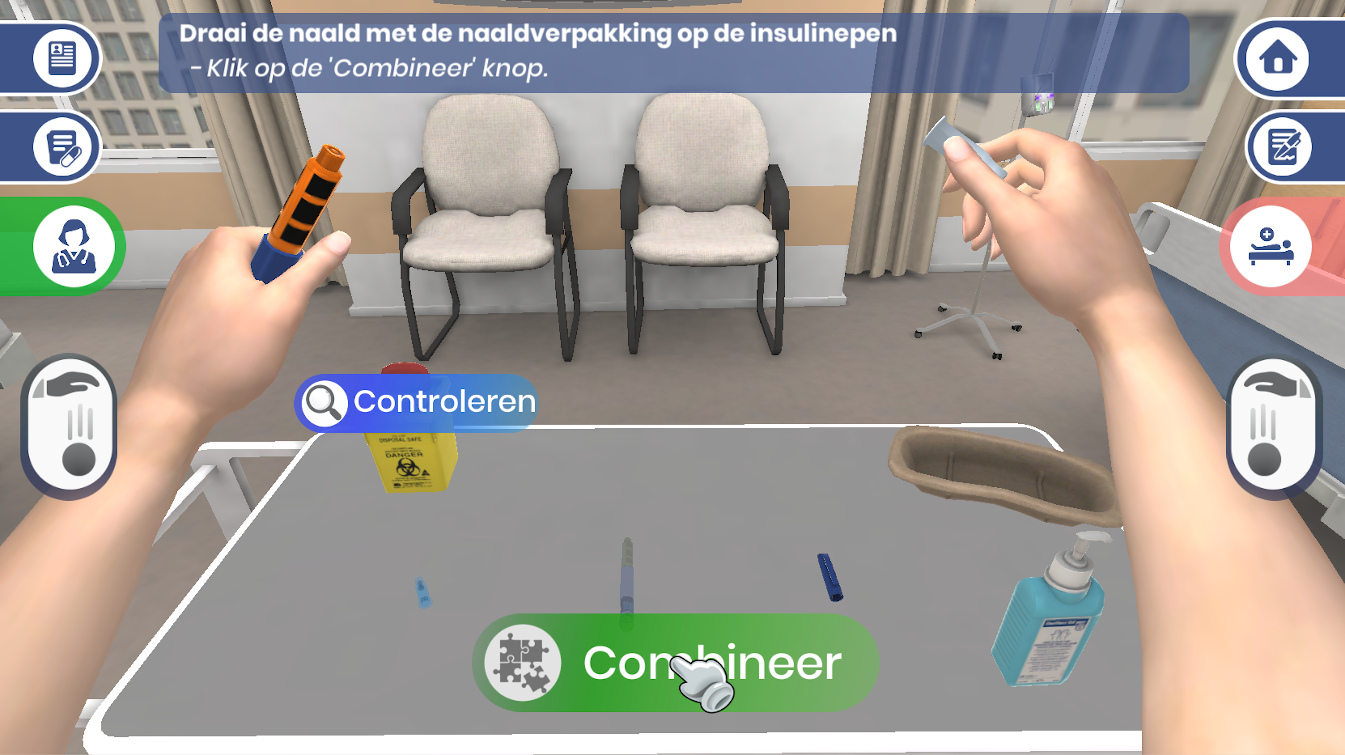 Draai de naald met de naaldverpakking op de insulinepen
- Klik op de 'Combineer' knop.
Controleren
DISPOSAL SAFE
DANGER
Combineer